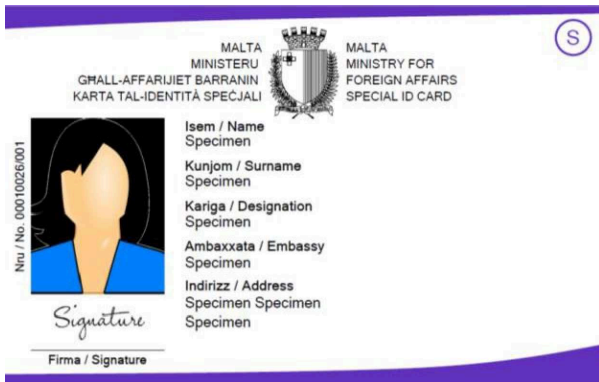 MALTA
MINISTERU
GĦALL-AFFARIJIET BARRANIN
KARTA TAL-IDENTITÀ SPEĊJALI
MALTA
MINISTRY FOR
FOREIGN AFFAIRS
SPECIAL ID CARD
S
Nru / No. 00010026/001
Isem / Name
Specimen
Kunjom / Surname
Specimen
Kariga / Designation
Specimen
Ambaxxata / Embassy
Specimen
Indirizz / Address
Specimen Specimen
Specimen
Signature
Firma / Signature